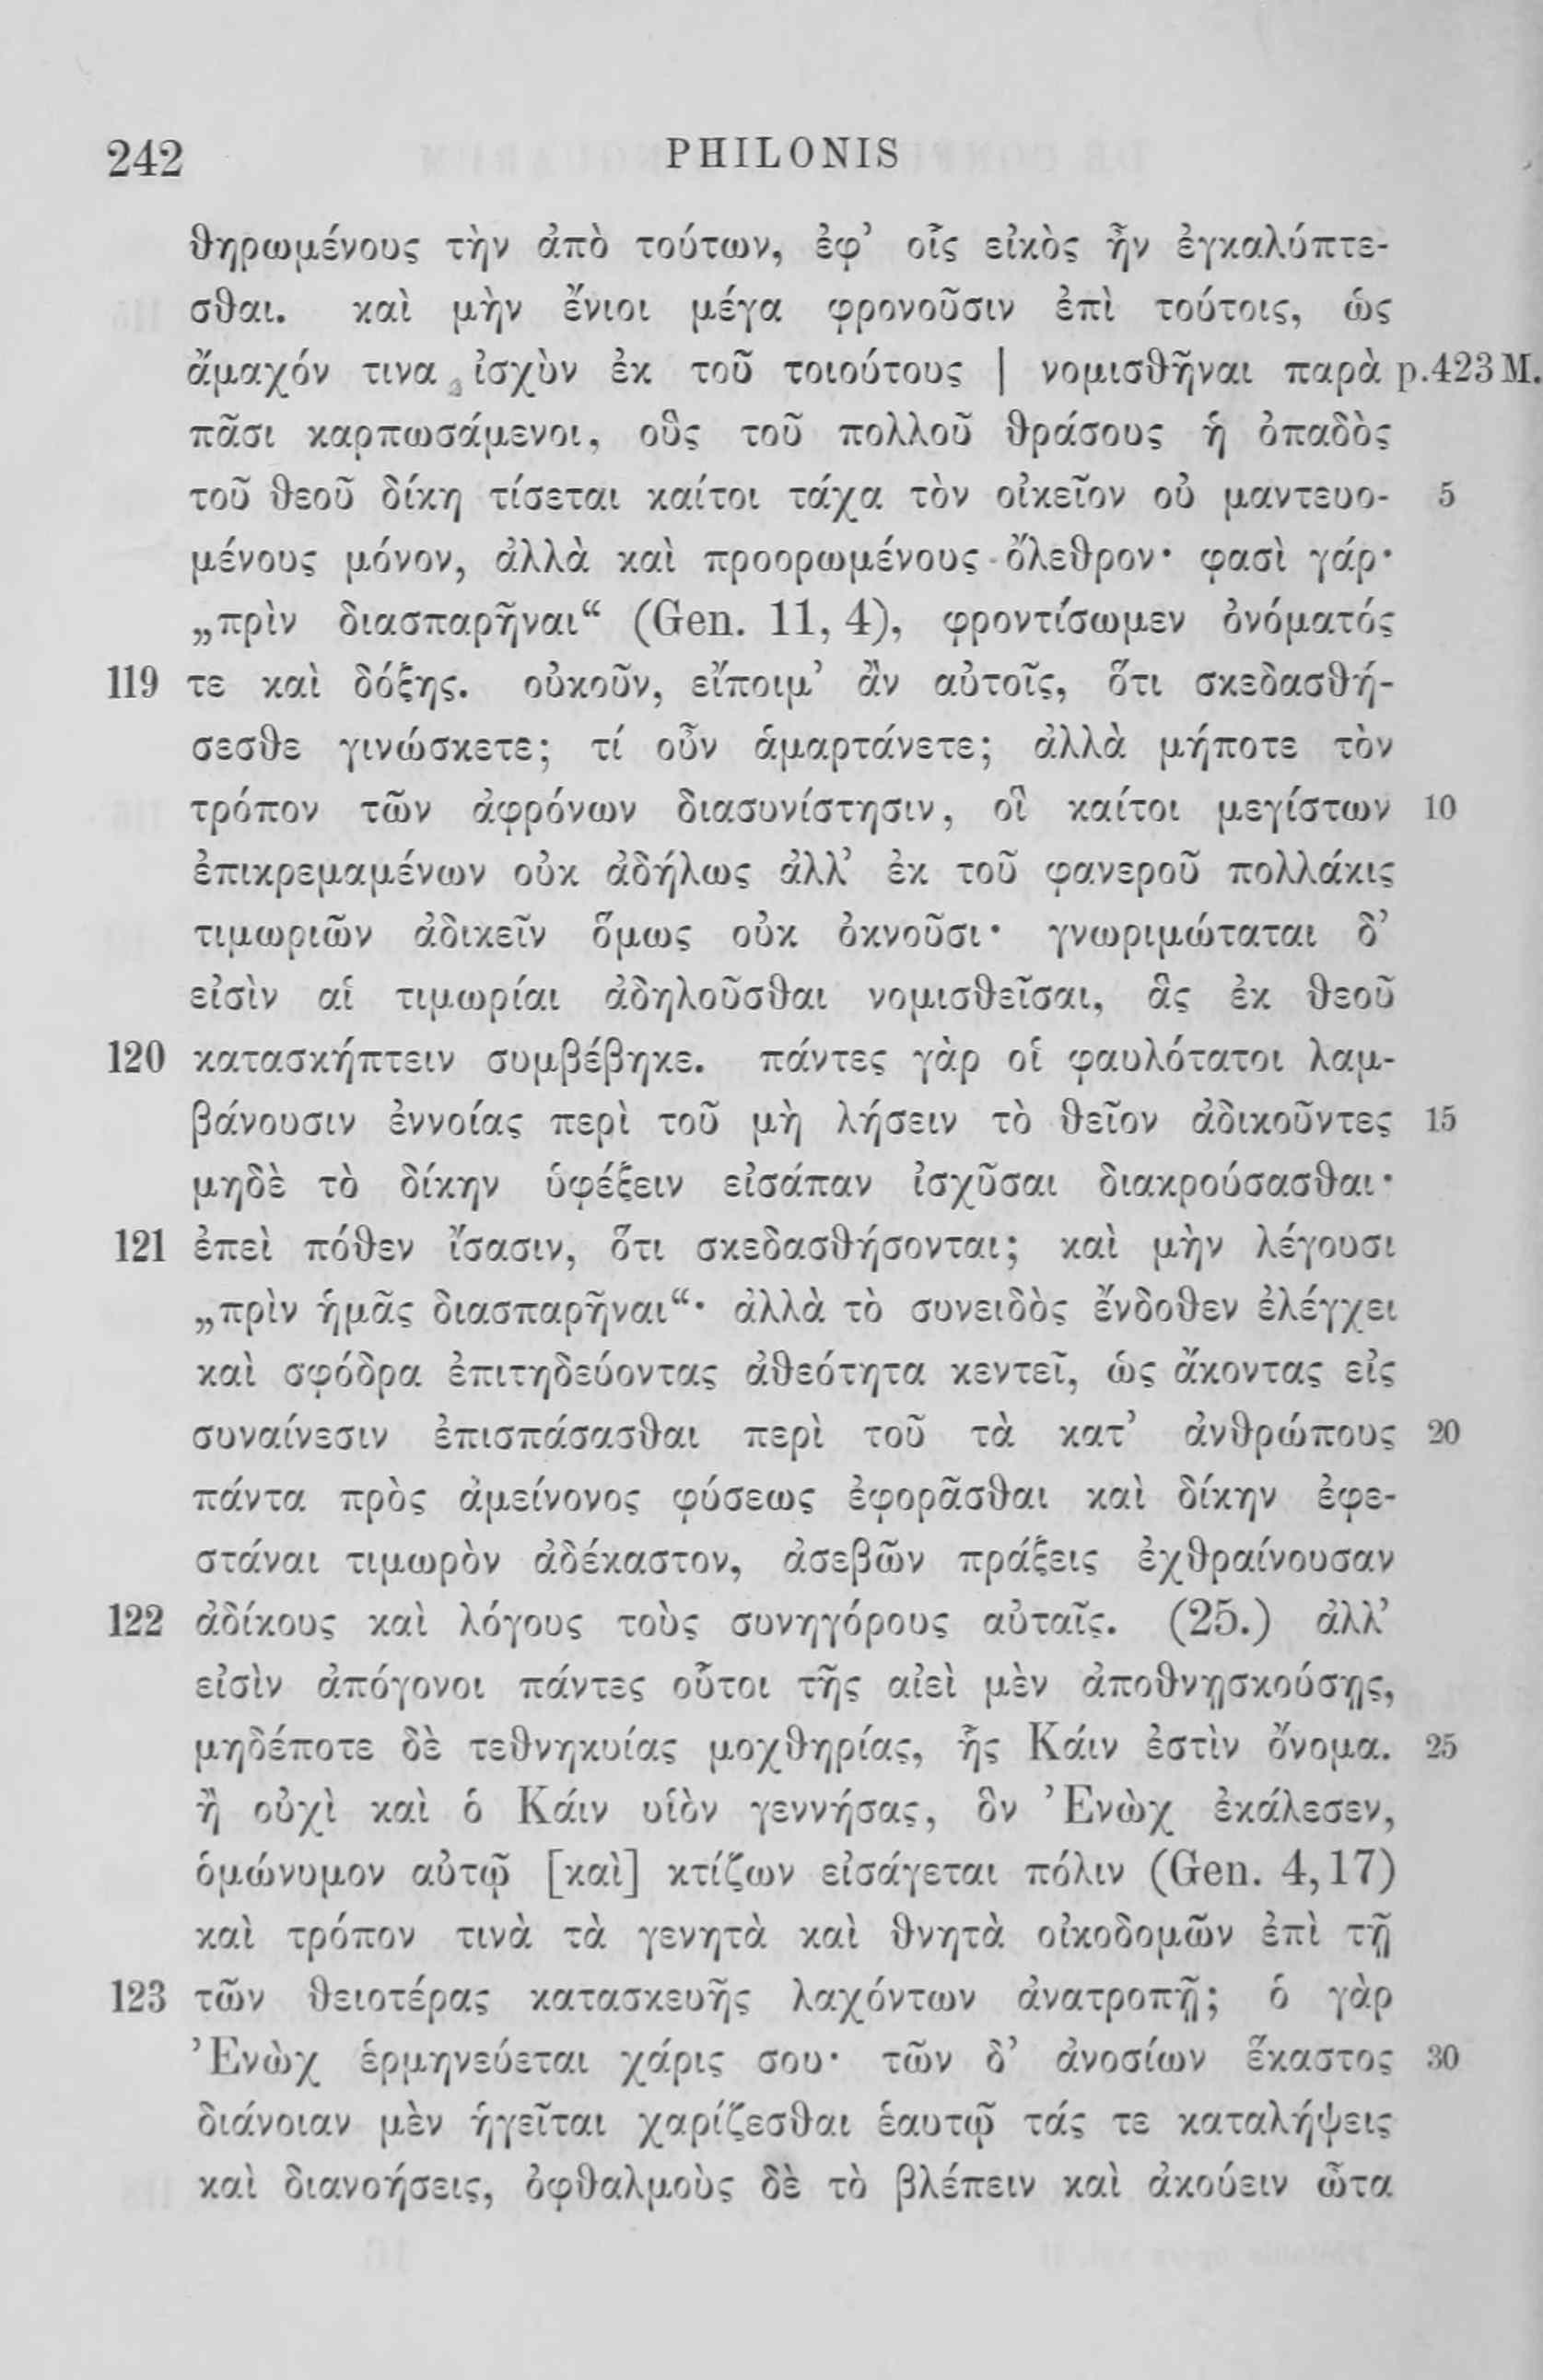 242 PHILONIS
θηρωμένους τὴν ἀπὸ τούτων, ἐφ’ οἷς εἰκὸς ἦν ἐγκαλύπτε-
σθαι. καὶ μὴν ἔνιοι μέγα φρονοῦσιν ἐπὶ τούτοις, ὡς
ἄμαχόν τινα ἰσχὺν ἐκ τοῦ τοιούτους | νομισθῆναι παρὰ p.423 M.
πᾶσι καρπωσάμενοι, οὓς τοῦ πολλοῦ θράσους ἡ ὀπαδὸς
τοῦ θεοῦ δίκη τίσεται καίτοι τάχα τὸν οἰκεῖον οὐ μαντευο- 5
μένους μόνον, ἀλλὰ καὶ προορωμένους ὄλεθρον· φασὶ γάρ·
„πρὶν διασπαρῆναι“ (Gen. 11, 4), φροντίσωμεν ὀνόματός
119 τε καὶ δόξης. οὐκοῦν, εἴποιμ’ ἂν αὐτοῖς, ὅτι σκεδασθή-
σεσθε γινώσκετε; τί οὖν ἁμαρτάνετε; ἀλλὰ μήποτε τὸν
τρόπον τῶν ἀφρόνων διασυνίστησιν, οἳ καίτοι μεγίστων 10
ἐπικρεμαμένων οὐκ ἀδήλως ἀλλ’ ἐκ τοῦ φανεροῦ πολλάκις
τιμωριῶν ἀδικεῖν ὅμως οὐκ ὀκνοῦσι· γνωριμώταται δ’
εἰσὶν αἱ τιμωρίαι ἀδηλοῦσθαι νομισθεῖσαι, ἃς ἐκ θεοῦ
120 κατασκήπτειν συμβέβηκε. πάντες γὰρ οἱ φαυλότατοι λαμ-
βάνουσιν ἐννοίας περὶ τοῦ μὴ λήσειν τὸ θεῖον ἀδικοῦντες 15
μηδὲ τὸ δίκην ὑφέξειν εἰσάπαν ἰσχῦσαι διακρούσασθαι·
121 ἐπεὶ πόθεν ἴσασιν, ὅτι σκεδασθήσονται; καὶ μὴν λέγουσι
„πρὶν ἡμᾶς διασπαρῆναι“· ἀλλὰ τὸ συνειδὸς ἔνδοθεν ἐλέγχει
καὶ σφόδρα ἐπιτηδεύοντας ἀθεότητα κεντεῖ, ὡς ἄκοντας εἰς
συναίνεσιν ἐπισπάσασθαι περὶ τοῦ τὰ κατ’ ἀνθρώπους 20
πάντα πρὸς ἀμείνονος φύσεως ἐφορᾶσθαι καὶ δίκην ἐφε-
στάναι τιμωρὸν ἀδέκαστον, ἀσεβῶν πράξεις ἐχθραίνουσαν
122 ἀδίκους καὶ λόγους τοὺς συνηγόρους αὐταῖς. (25.) ἀλλ’
εἰσὶν ἀπόγονοι πάντες οὗτοι τῆς αἰεὶ μὲν ἀποθνῃσκούσῃς,
μηδέποτε δὲ τεθνηκυίας μοχθηρίας, ἧς Κάιν ἐστὶν ὄνομα. 25
ἢ οὐχὶ καὶ ὁ Κάιν υἱὸν γεννήσας, ὃν Ἐνὼχ ἐκάλεσεν,
ὁμώνυμον αὐτῷ [καὶ] κτίζων εἰσάγεται πόλιν (Gen. 4,17)
καὶ τρόπον τινὰ τὰ γενητὰ καὶ θνητὰ οἰκοδομῶν ἐπὶ τῇ
123 τῶν θειοτέρας κατασκευῆς λαχόντων ἀνατροπῇ; ὁ γὰρ
Ἐνὼχ ἑρμηνεύεται χάρις σου· τῶν δ’ ἀνοσίων ἕκαστος 30
διάνοιαν μὲν ἡγεῖται χαρίζεσθαι ἑαυτῷ τάς τε καταλήψεις
καὶ διανοήσεις, ὀφθαλμοὺς δὲ τὸ βλέπειν καὶ ἀκούειν ὦτα